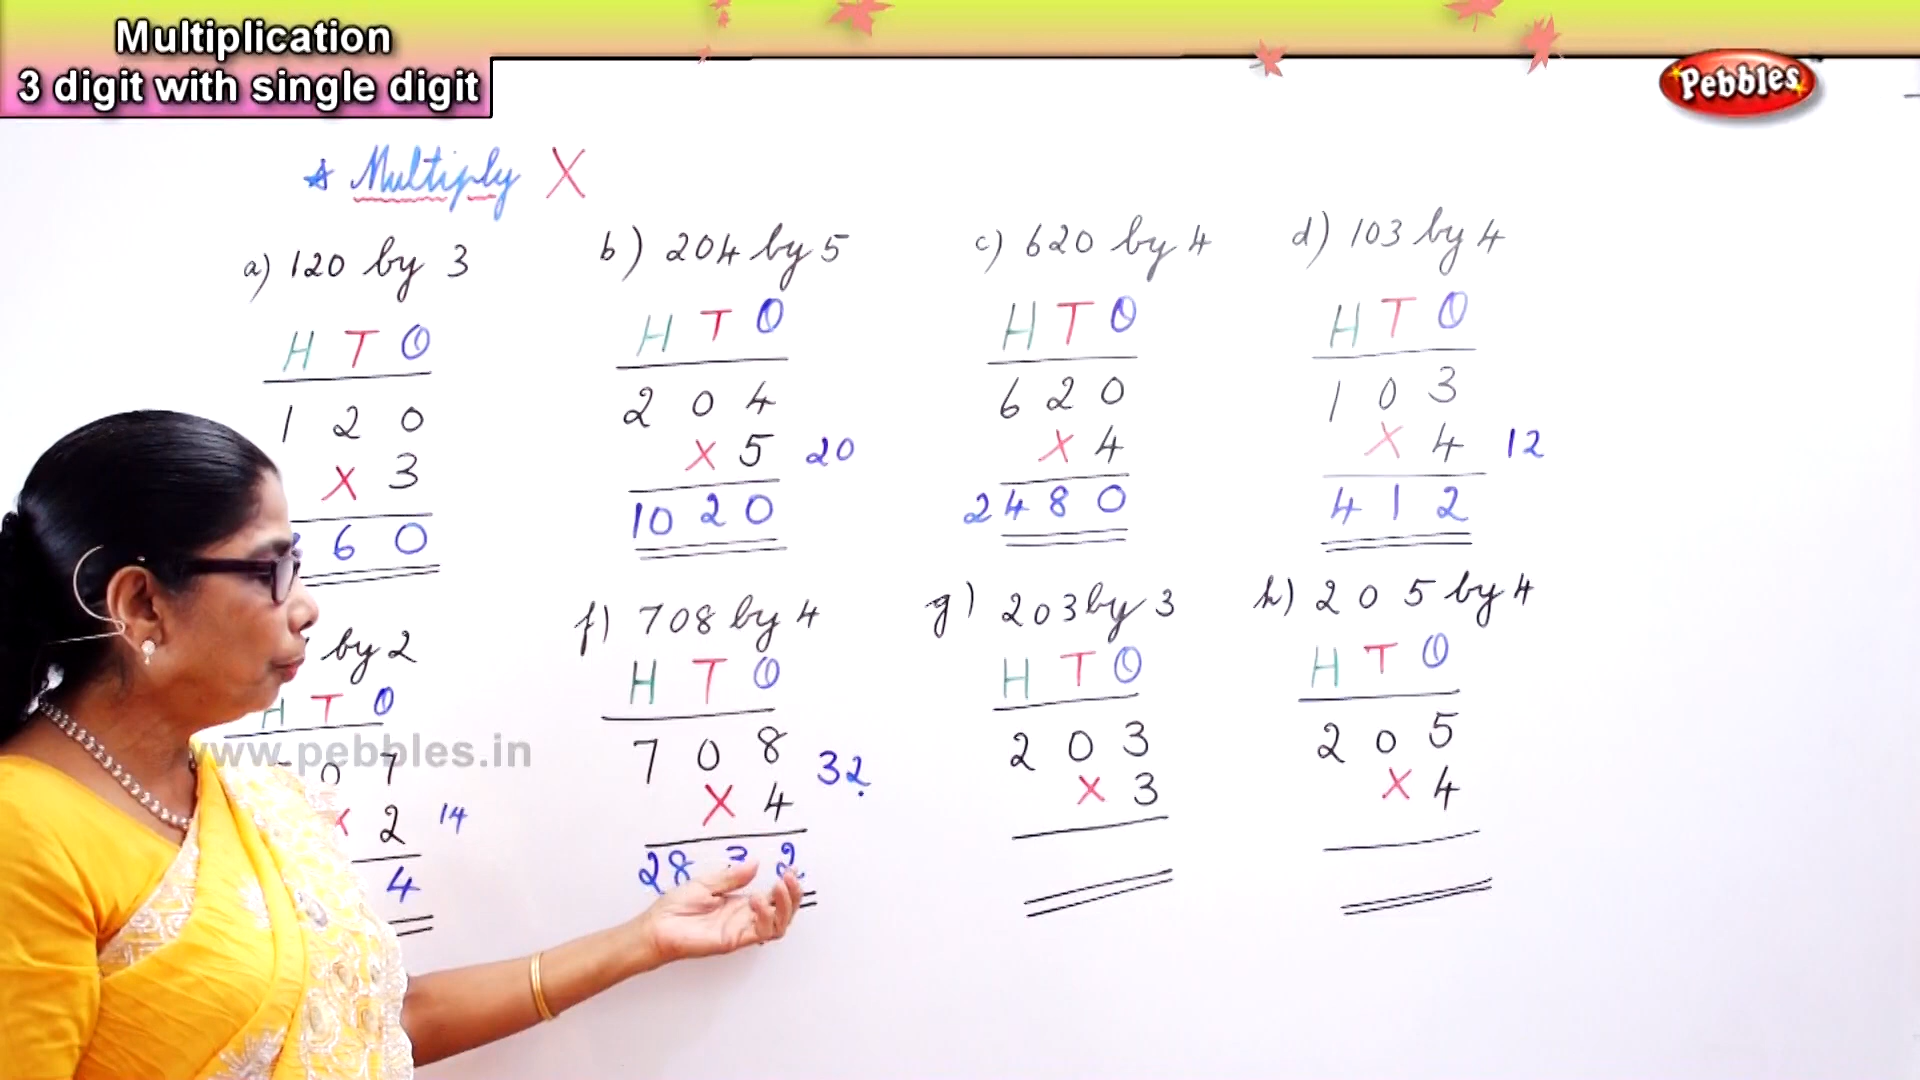 Multiplication
3 digit with single digit
Pebbles
Multiply X
a) 120 by 3
H T O
1 2 0
X 3
6 0
b) 204 by 5
H T O
2 0 4
X 5 20
10 2 0
c) 620 by 4
H T O
6 2 0
X 4
2 4 8 0
d) 103 by 4
H T O
1 0 3
X 4 12
4 1 2
by 2
H T O
0 7
X 2 14
4
f) 708 by 4
H T O
7 0 8 32
X 4
28 3 2
g) 203 by 3
H T O
2 0 3
X 3
h) 2 0 5 by 4
H T O
2 0 5
X 4
www.pebbles.in